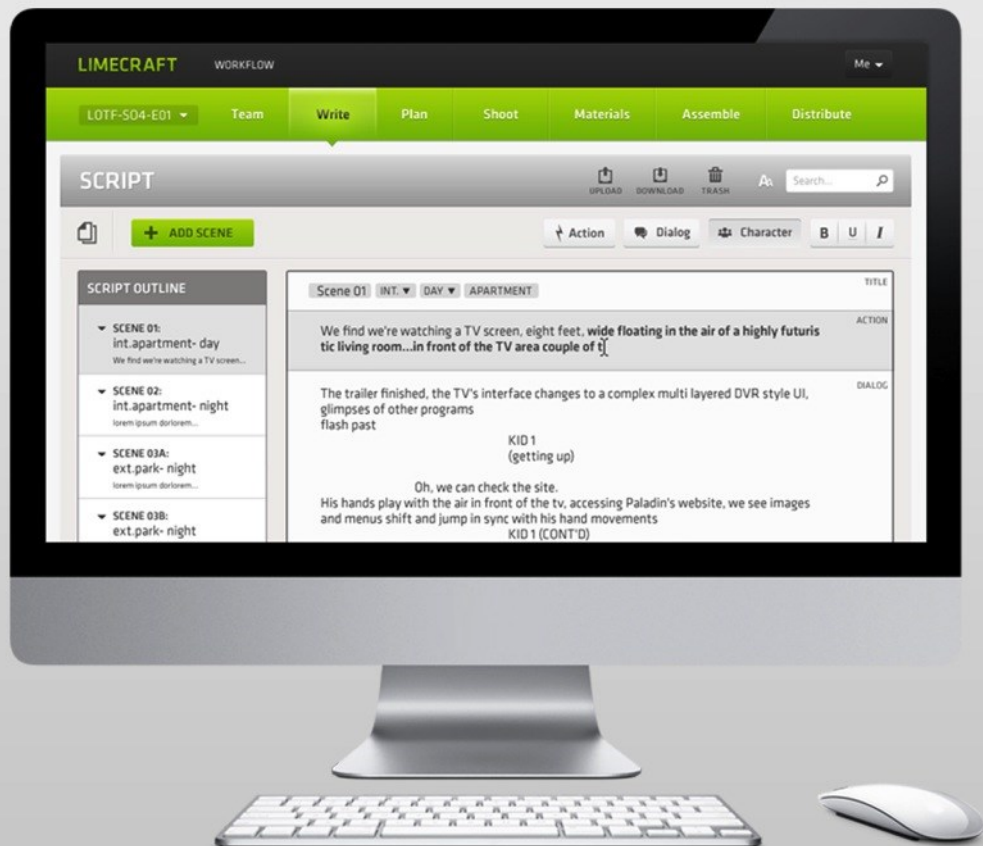 LIMECRAFT WORKFLOW Me
LOTF-S04-E01 Team Write Plan Shoot Materials Assemble Distribute
SCRIPT UPLOAD DOWNLOAD TRASH AA Search...
+ ADD SCENE Action Dialog Character B U I
SCRIPT OUTLINE
SCENE 01:
int.apartment- day
We find we're watching a TV screen...
SCENE 02:
int.apartment- night
lorem ipsum dorlorem...
SCENE 03A:
ext.park- night
lorem ipsum dorlorem...
SCENE 03B:
ext.park- night
Scene 01 INT. DAY APARTMENT TITLE
ACTION
We find we're watching a TV screen, eight feet, wide floating in the air of a highly futuris
tic living room...in front of the TV area couple of t
DIALOG
The trailer finished, the TV's interface changes to a complex multi layered DVR style UI,
glimpses of other programs
flash past
KID 1
(getting up)
Oh, we can check the site.
His hands play with the air in front of the tv, accessing Paladin's website, we see images
and menus shift and jump in sync with his hand movements
KID 1 (CONT'D)